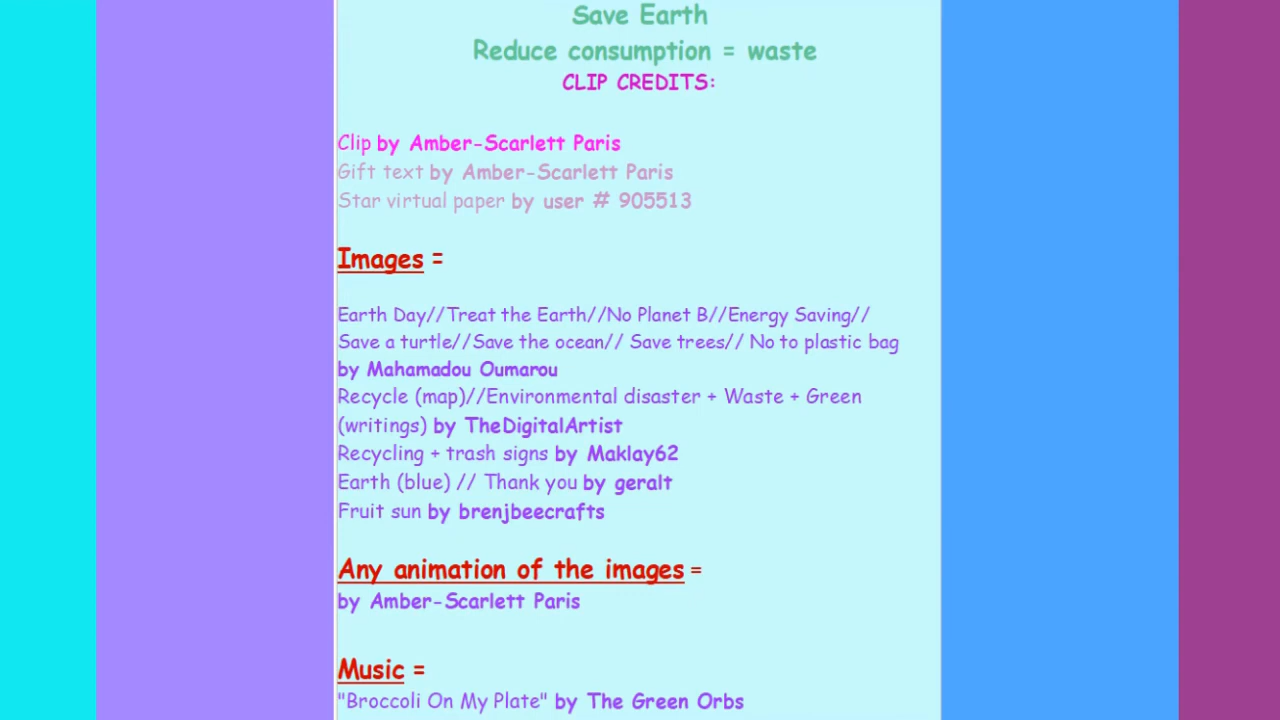 Save Earth
Reduce consumption = waste
CLIP CREDITS:
Clip by Amber-Scarlett Paris
Gift text by Amber-Scarlett Paris
Star virtual paper by user # 905513
Images =
Earth Day//Treat the Earth//No Planet B//Energy Saving//
Save a turtle//Save the ocean// Save trees// No to plastic bag
by Mahamadou Oumarou
Recycle (map)//Environmental disaster + Waste + Green
(writings) by TheDigitalArtist
Recycling + trash signs by Maklay62
Earth (blue) // Thank you by geralt
Fruit sun by brenjbeecrafts
Any animation of the images =
by Amber-Scarlett Paris
Music =
"Broccoli On My Plate" by The Green Orbs